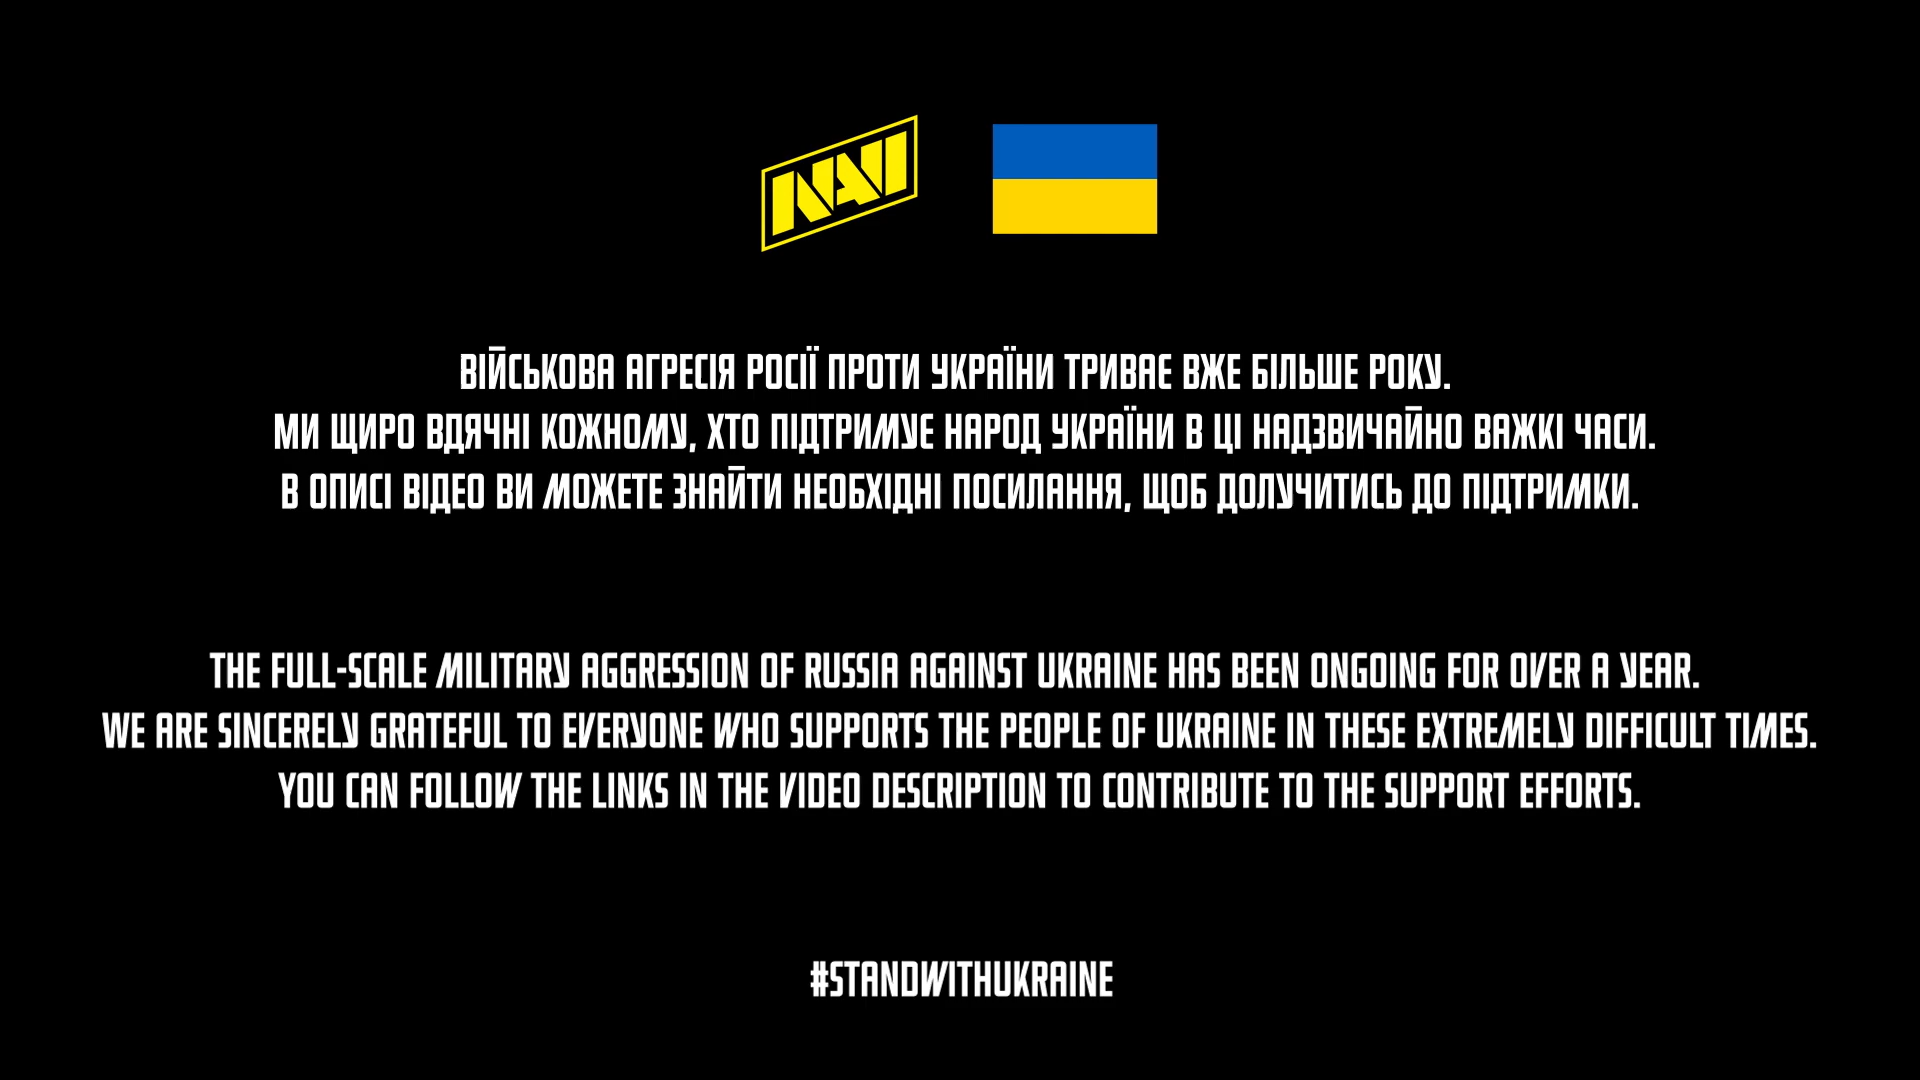 NAVI
ВІЙСЬКОВА АГРЕСІЯ РОСІЇ ПРОТИ УКРАЇНИ ТРИВАЄ ВЖЕ БІЛЬШЕ РОКУ.
МИ ЩИРО ВДЯЧНІ КОЖНОМУ, ХТО ПІДТРИМУЄ НАРОД УКРАЇНИ В ЦІ НАДЗВИЧАЙНО ВАЖКІ ЧАСИ.
В ОПИСІ ВІДЕО ВИ МОЖЕТЕ ЗНАЙТИ НЕОБХІДНІ ПОСИЛАННЯ, ЩОБ ДОЛУЧИТИСЬ ДО ПІДТРИМКИ.
THE FULL-SCALE MILITARY AGGRESSION OF RUSSIA AGAINST UKRAINE HAS BEEN ONGOING FOR OVER A YEAR.
WE ARE SINCERELY GRATEFUL TO EVERYONE WHO SUPPORTS THE PEOPLE OF UKRAINE IN THESE EXTREMELY DIFFICULT TIMES.
YOU CAN FOLLOW THE LINKS IN THE VIDEO DESCRIPTION TO CONTRIBUTE TO THE SUPPORT EFFORTS.
#STANDWITHUKRAINE